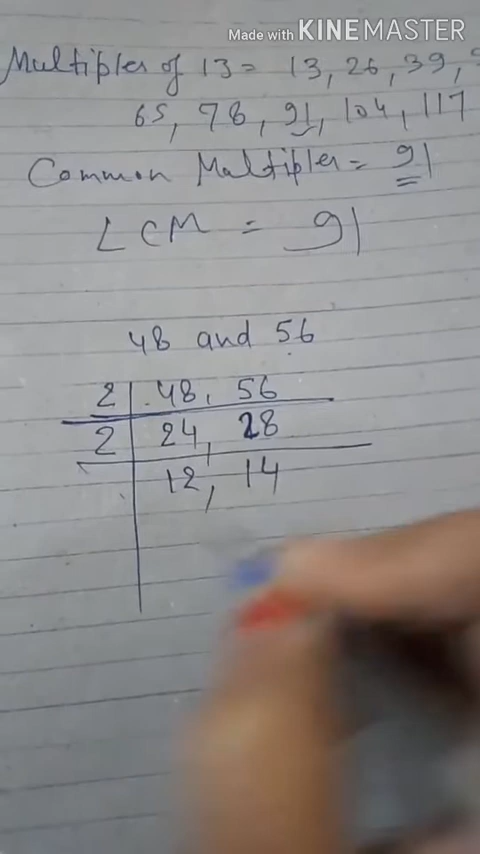 Made with KINEMASTER
Multiples of 13 = 13, 26, 39,
65, 78, 91, 104, 117
Common Multiples = 91
LCM = 91
48 and 56
2 48, 56
2 24, 28
12, 14